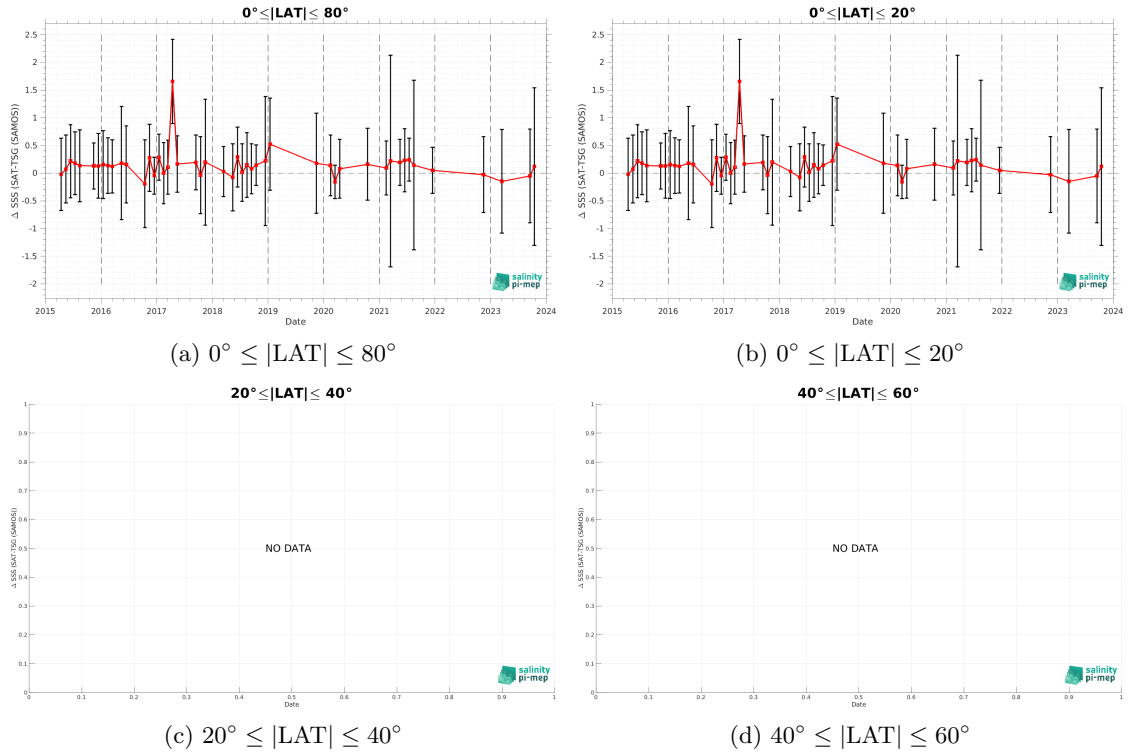 0°≤|LAT|≤ 80°
Δ SSS (SAT-TSG (SAMOS))
2.5
2
1.5
1
0.5
0
-0.5
-1
-1.5
-2
2015 2016 2017 2018 2019 2020 2021 2022 2023 2024
Date
salinity
pi-mep
(a) 0° ≤ |LAT| ≤ 80°
0°≤|LAT|≤ 20°
Δ SSS (SAT-TSG (SAMOS))
2.5
2
1.5
1
0.5
0
-0.5
-1
-1.5
-2
2015 2016 2017 2018 2019 2020 2021 2022 2023 2024
Date
salinity
pi-mep
(b) 0° ≤ |LAT| ≤ 20°
20°≤|LAT|≤ 40°
Δ SSS (SAT-TSG (SAMOS))
1
0.9
0.8
0.7
0.6
0.5
0.4
0.3
0.2
0.1
0
NO DATA
0 0.1 0.2 0.3 0.4 0.5 0.6 0.7 0.8 0.9 1
Date
salinity
pi-mep
(c) 20° ≤ |LAT| ≤ 40°
40°≤|LAT|≤ 60°
Δ SSS (SAT-TSG (SAMOS))
1
0.9
0.8
0.7
0.6
0.5
0.4
0.3
0.2
0.1
0
NO DATA
0 0.1 0.2 0.3 0.4 0.5 0.6 0.7 0.8 0.9 1
Date
salinity
pi-mep
(d) 40° ≤ |LAT| ≤ 60°